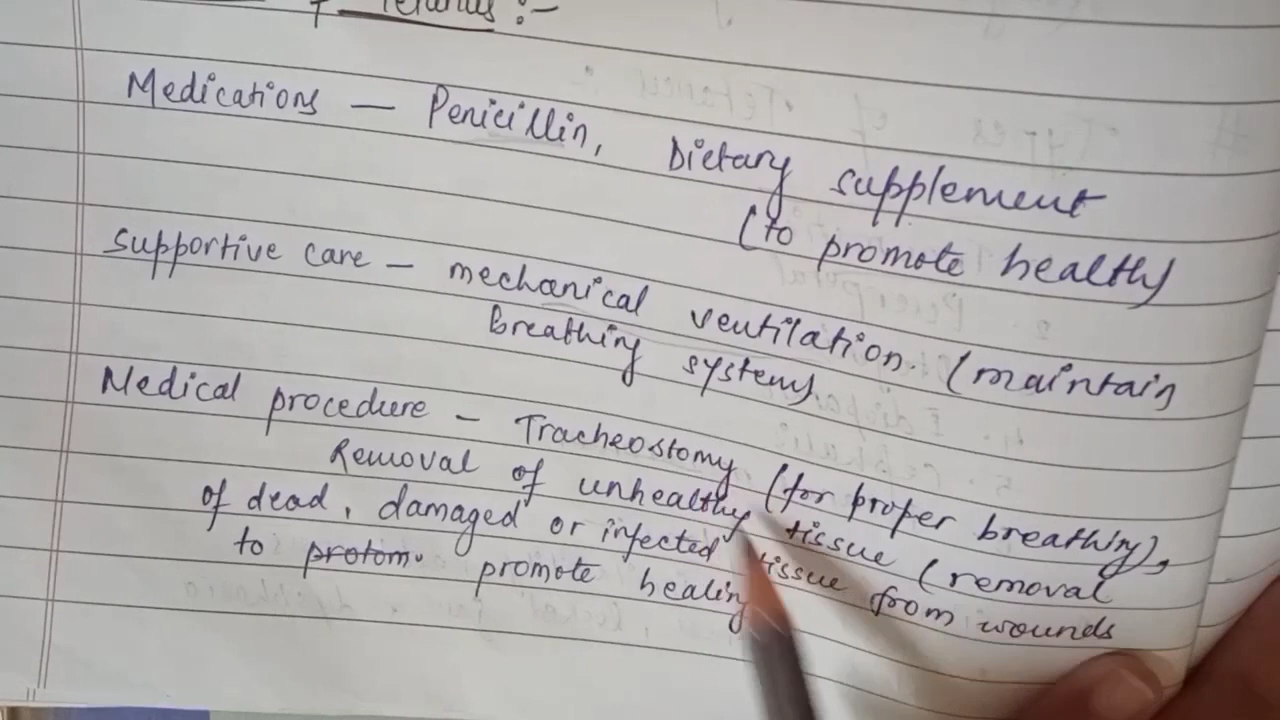 Tetanus :-
Medications — Penicillin, Dietary supplement
(to promote healthy
Supportive care — mechanical ventilation. (maintain
Breathing system)
Medical procedure — Tracheostomy (for proper breathing),
Removal of unhealthy tissue (removal
of dead, damaged or infected tissue from wounds
to protom. promote healing